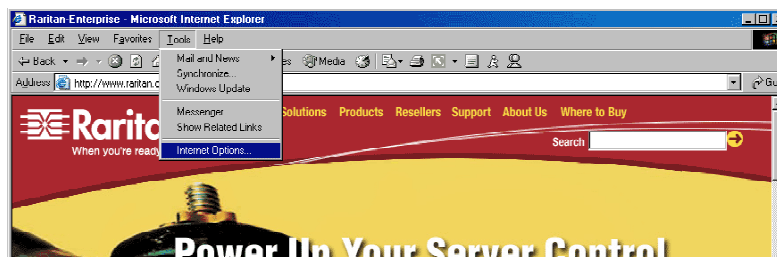 Raritan-Enterprise - Microsoft Internet Explorer
File Edit View Favorites Tools Help
Back Media
Address http://www.raritan.c
Mail and News
Synchronize...
Windows Update
Messenger
Show Related Links
Internet Options...
Solutions Products Resellers Support About Us Where to Buy
Search
When you're ready
Power Up Your Server Control